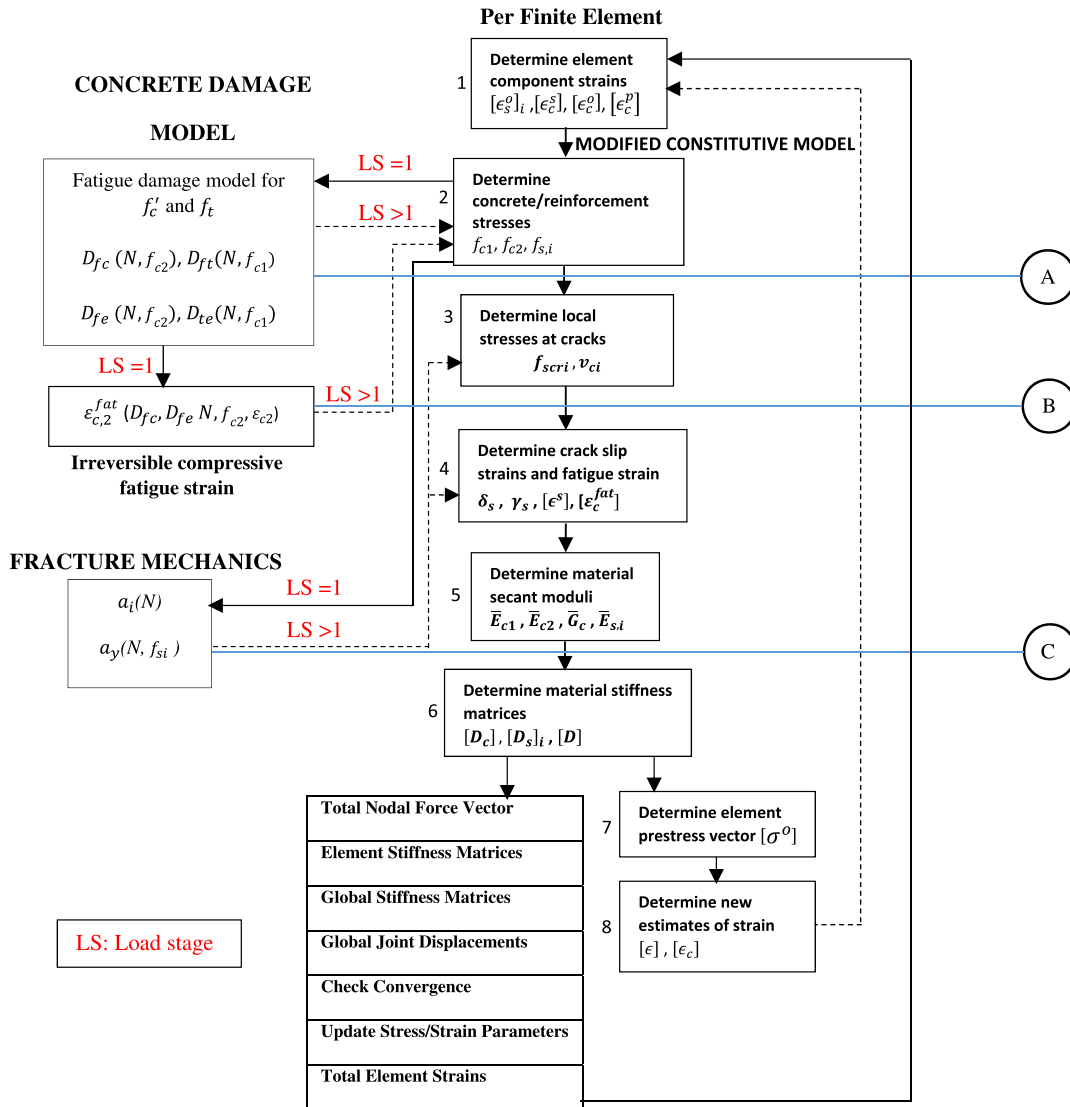 Per Finite Element
CONCRETE DAMAGE
MODEL
1
Determine element
component strains
[ϵ_s^o]_i ,[ϵ_c^s], [ϵ_c^o], [ϵ_c^p]
MODIFIED CONSTITUTIVE MODEL
LS =1
Fatigue damage model for
f_c′ and f_t
D_fc (N, f_c2), D_ft(N, f_c1)
D_fe (N, f_c2), D_te(N, f_c1)
LS >1
2
Determine
concrete/reinforcement
stresses
f_c1, f_c2, f_s,i
A
3
Determine local
stresses at cracks
f_scri, v_ci
LS =1
LS >1
ε_c,2^fat (D_fc, D_fe N, f_c2, ε_c2)
B
Irreversible compressive
fatigue strain
4
Determine crack slip
strains and fatigue strain
δ_s , γ_s , [ϵ^s], [ε_c^fat]
FRACTURE MECHANICS
a_i(N)
a_y(N, f_si )
LS =1
LS >1
5
Determine material
secant moduli
E̅_c1 , E̅_c2 , G̅_c , E̅_s,i
C
6
Determine material stiffness
matrices
[D_c] , [D_s]_i , [D]
Total Nodal Force Vector
Element Stiffness Matrices
Global Stiffness Matrices
Global Joint Displacements
Check Convergence
Update Stress/Strain Parameters
Total Element Strains
7
Determine element
prestress vector [σ^o]
8
Determine new
estimates of strain
[ϵ] , [ϵ_c]
LS: Load stage